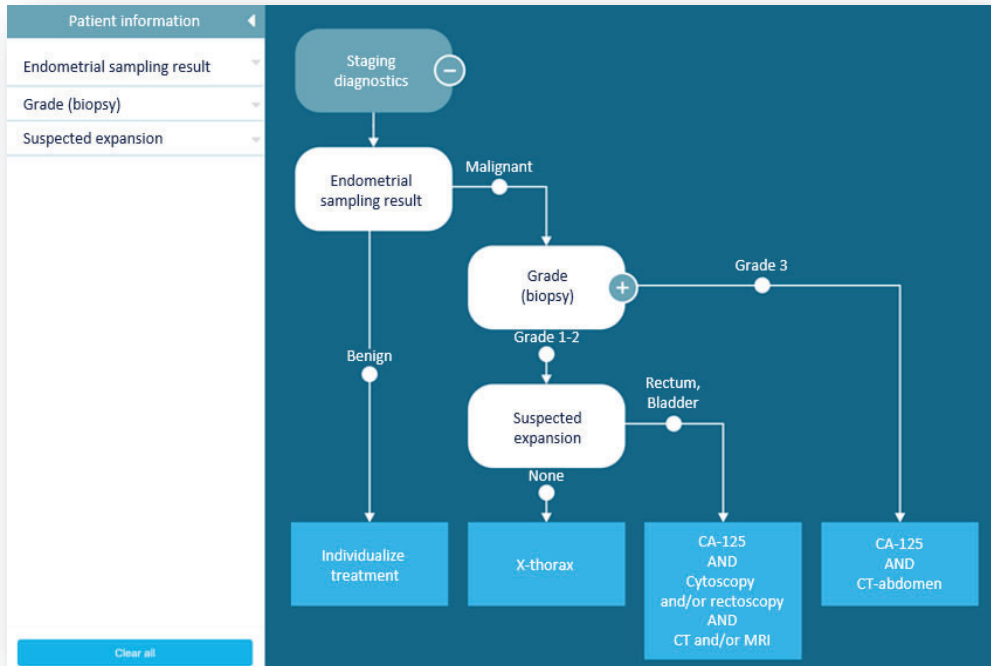 Patient information
Endometrial sampling result
Grade (biopsy)
Suspected expansion
Clear all
Staging
diagnostics
Endometrial
sampling result
Malignant
Grade
(biopsy)
Grade 3
Grade 1-2
Benign
Rectum,
Bladder
Suspected
expansion
None
Individualize
treatment
X-thorax
CA-125
AND
Cytoscopy
and/or rectoscopy
AND
CT and/or MRI
CA-125
AND
CT-abdomen